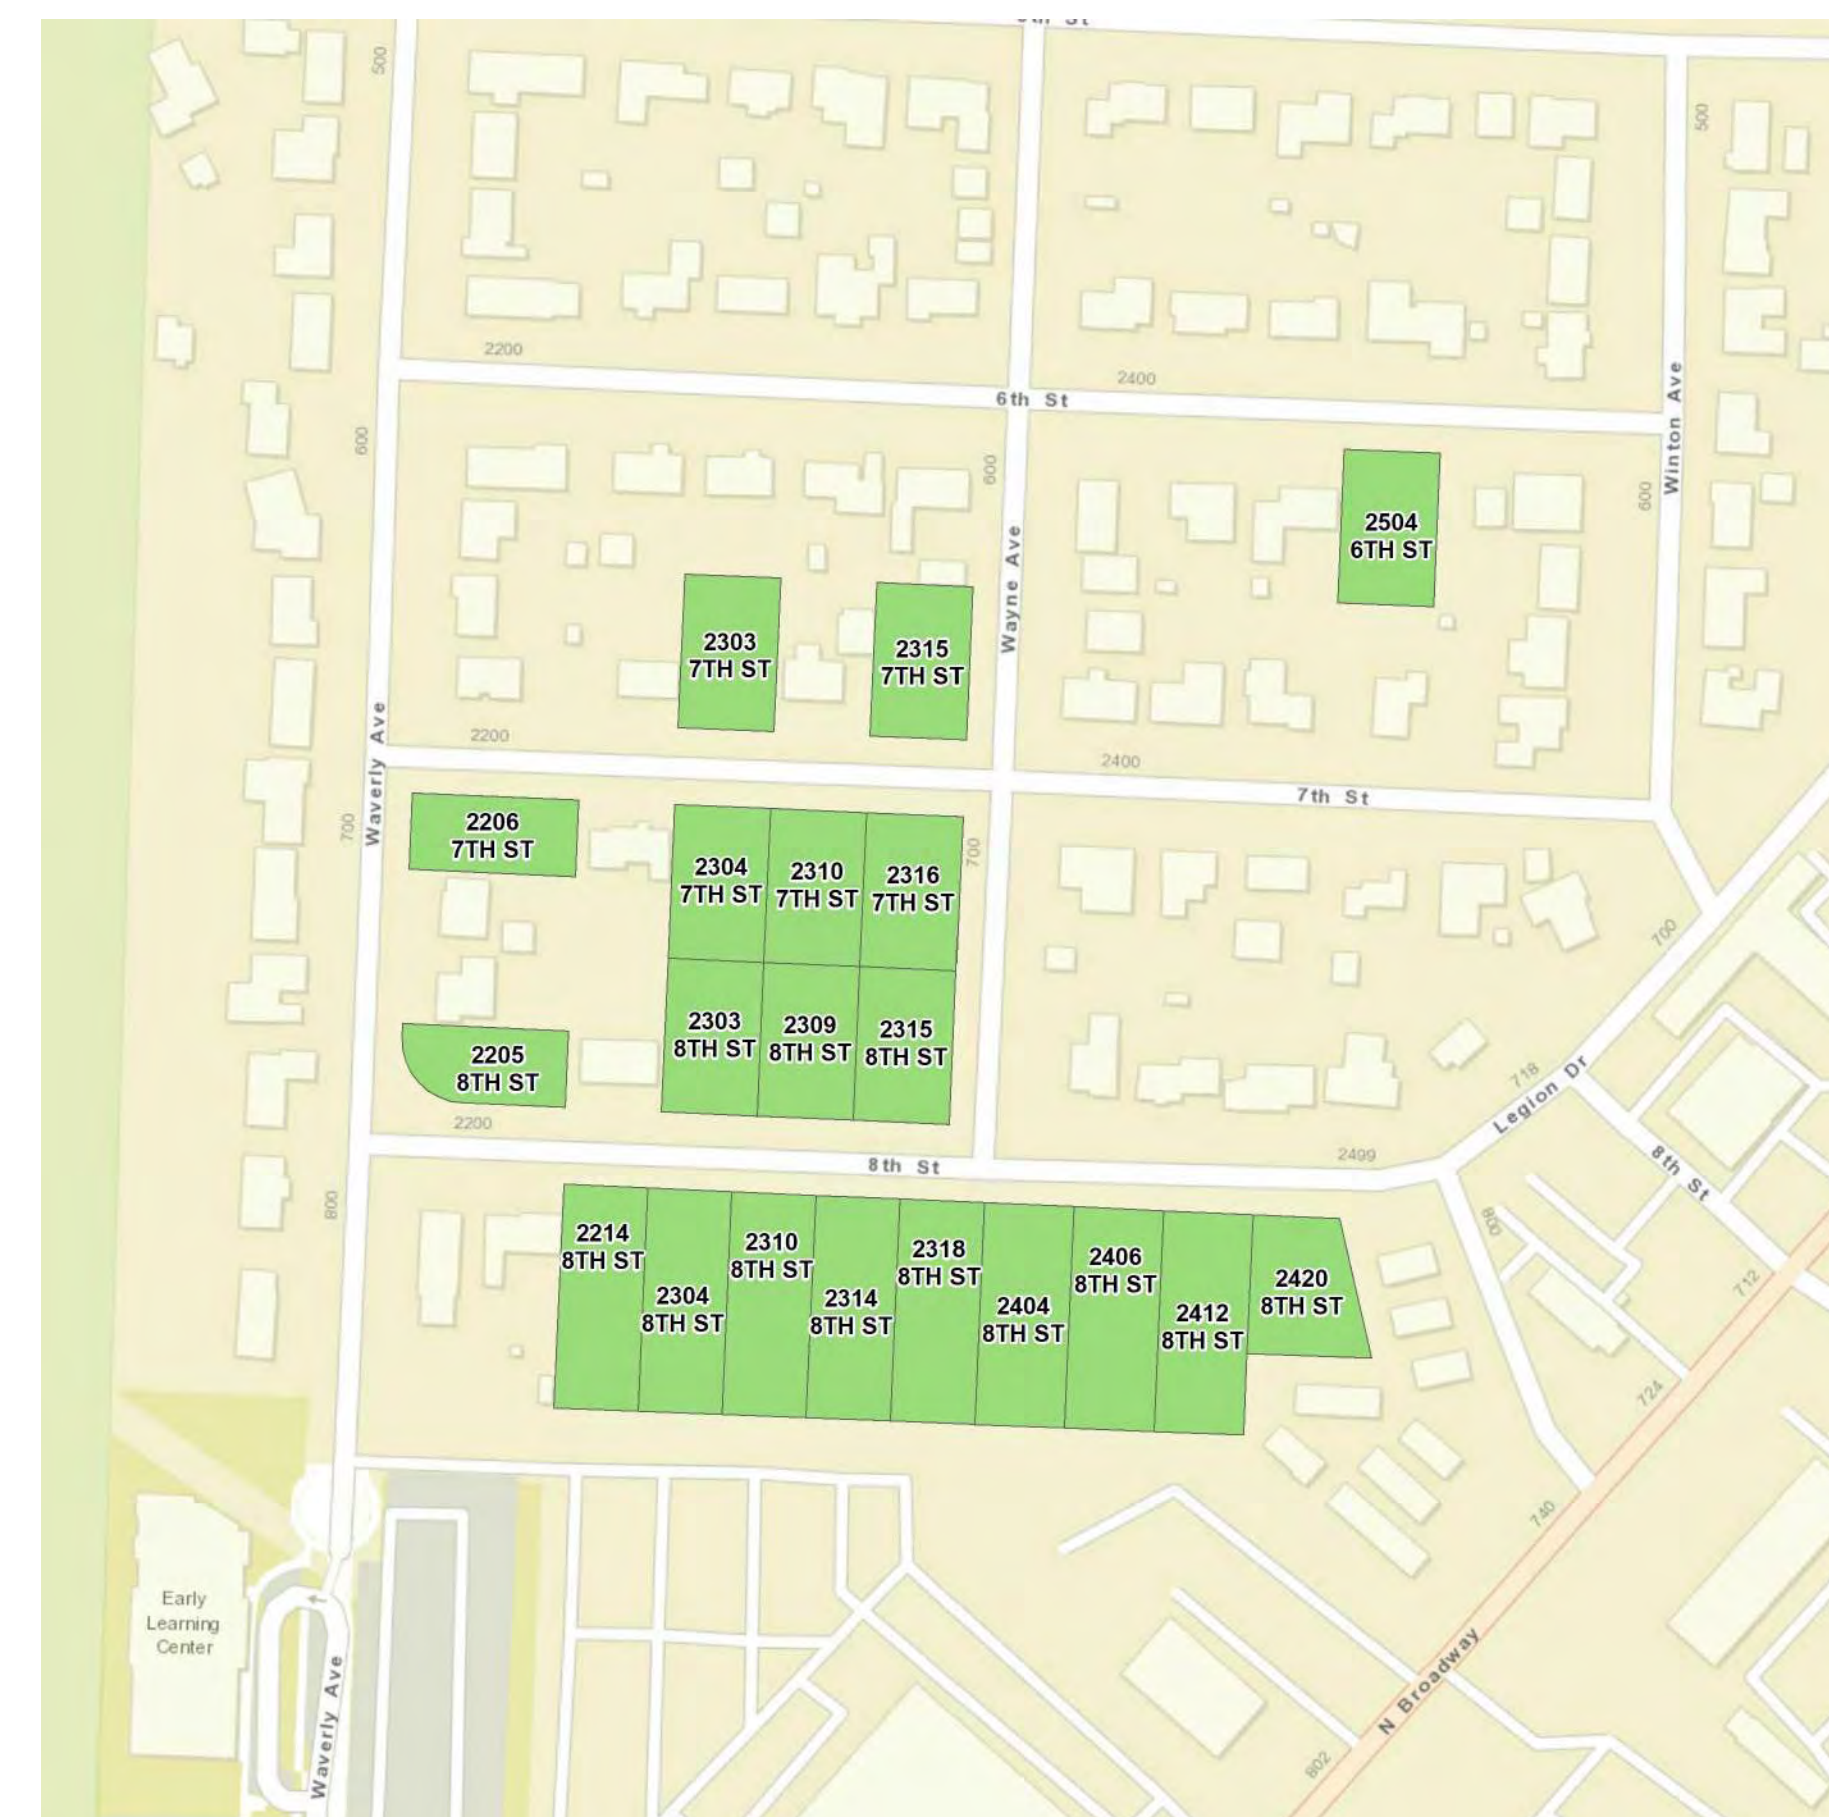 500
500
2200
2400
6th St
600
600
Winton Ave
600
2504
6TH ST
Wayne Ave
2303
7TH ST
2315
7TH ST
Waverly Ave
2200
2400
7th St
700
2206
7TH ST
2304
7TH ST
2310
7TH ST
2316
7TH ST
700
700
2303
8TH ST
2309
8TH ST
2315
8TH ST
2205
8TH ST
2200
718
Legion Dr
8th St
2499
8th St
800
800
2214
8TH ST
2304
8TH ST
2310
8TH ST
2314
8TH ST
2318
8TH ST
2404
8TH ST
2406
8TH ST
2412
8TH ST
2420
8TH ST
712
724
740
Early
Learning
Center
Waverly Ave
N Broadway
802